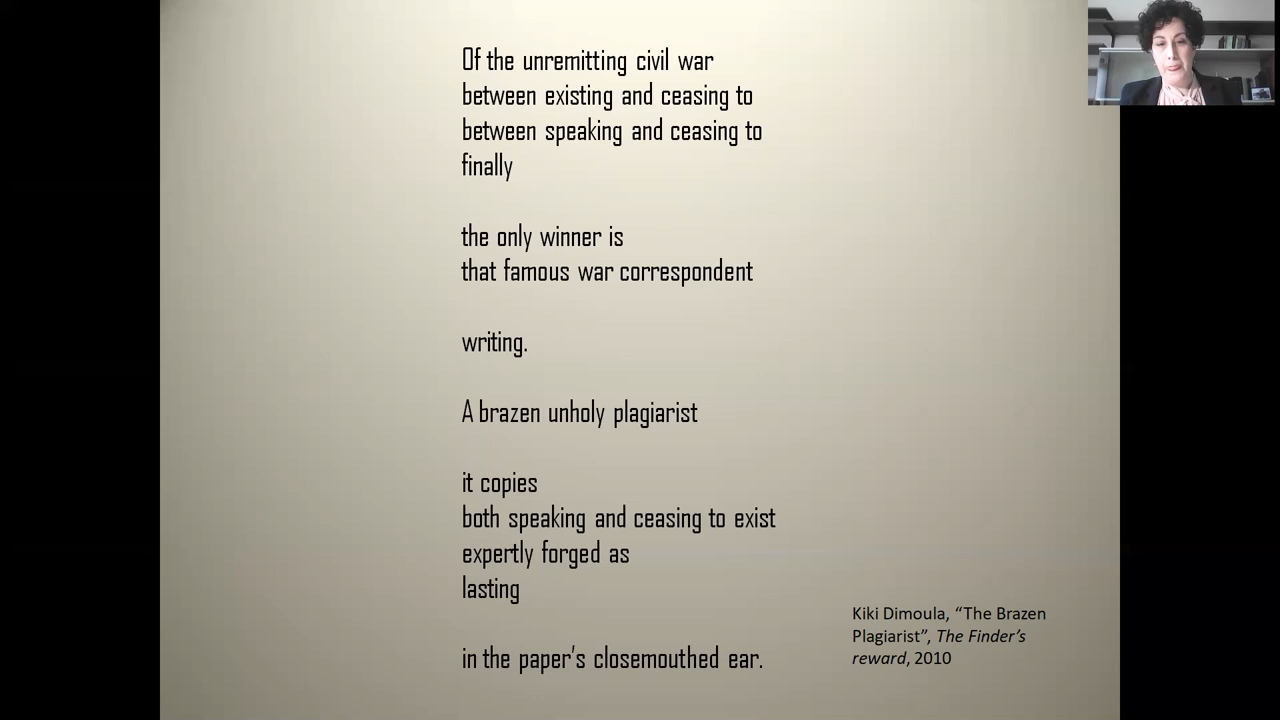 Of the unremitting civil war
between existing and ceasing to
between speaking and ceasing to
finally
the only winner is
that famous war correspondent
writing.
A brazen unholy plagiarist
it copies
both speaking and ceasing to exist
expertly forged as
lasting
in the paper's closemouthed ear.
Kiki Dimoula, “The Brazen
Plagiarist”, The Finder’s
reward, 2010